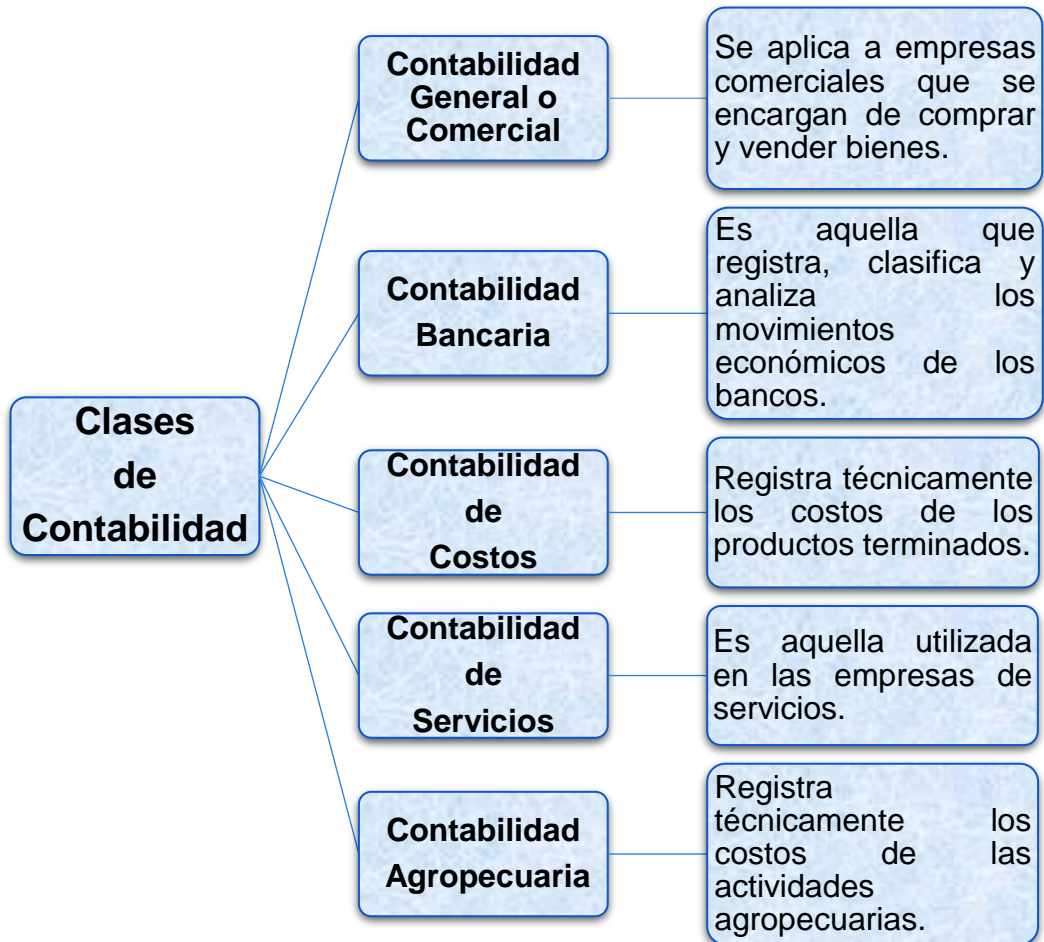 Clases
de
Contabilidad
Contabilidad
General o
Comercial
Se aplica a empresas
comerciales que se
encargan de comprar
y vender bienes.
Contabilidad
Bancaria
Es aquella que
registra, clasifica y
analiza los
movimientos
económicos de los
bancos.
Contabilidad
de
Costos
Registra técnicamente
los costos de los
productos terminados.
Contabilidad
de
Servicios
Es aquella utilizada
en las empresas de
servicios.
Contabilidad
Agropecuaria
Registra
técnicamente los
costos de las
actividades
agropecuarias.